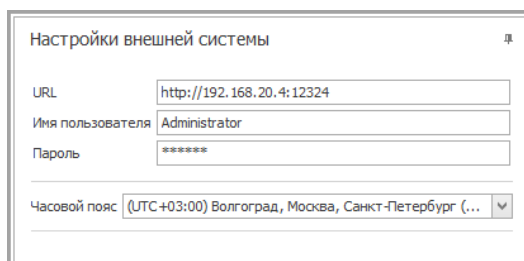 Настройки внешней системы
URL http://192.168.20.4:12324
Имя пользователя Administrator
Пароль ******
Часовой пояс (UTC+03:00) Волгоград, Москва, Санкт-Петербург (...